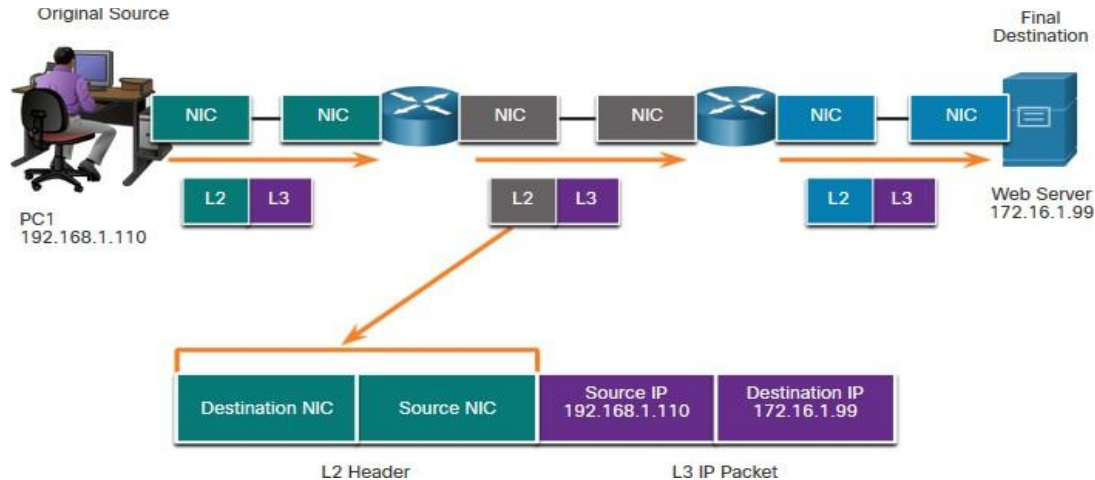 Original Source
Final
Destination
NIC
NIC
NIC
NIC
NIC
NIC
L2
L3
L2
L3
L2
L3
PC1
192.168.1.110
Web Server
172.16.1.99
Destination NIC
Source NIC
Source IP
192.168.1.110
Destination IP
172.16.1.99
L2 Header
L3 IP Packet